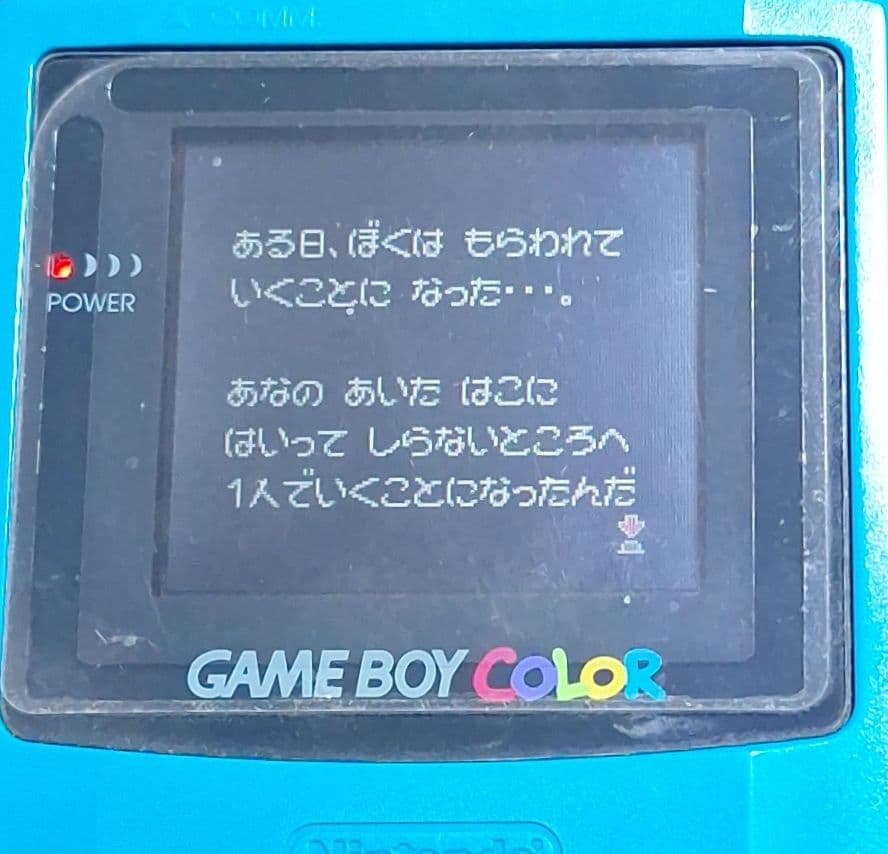 COMM.
ある日、ぼくは もらわれて
いくことに なった・・・。
あなの あいた はこに
はいって しらないところへ
1人でいくことになったんだ
POWER
GAME BOY COLOR
Nintendo